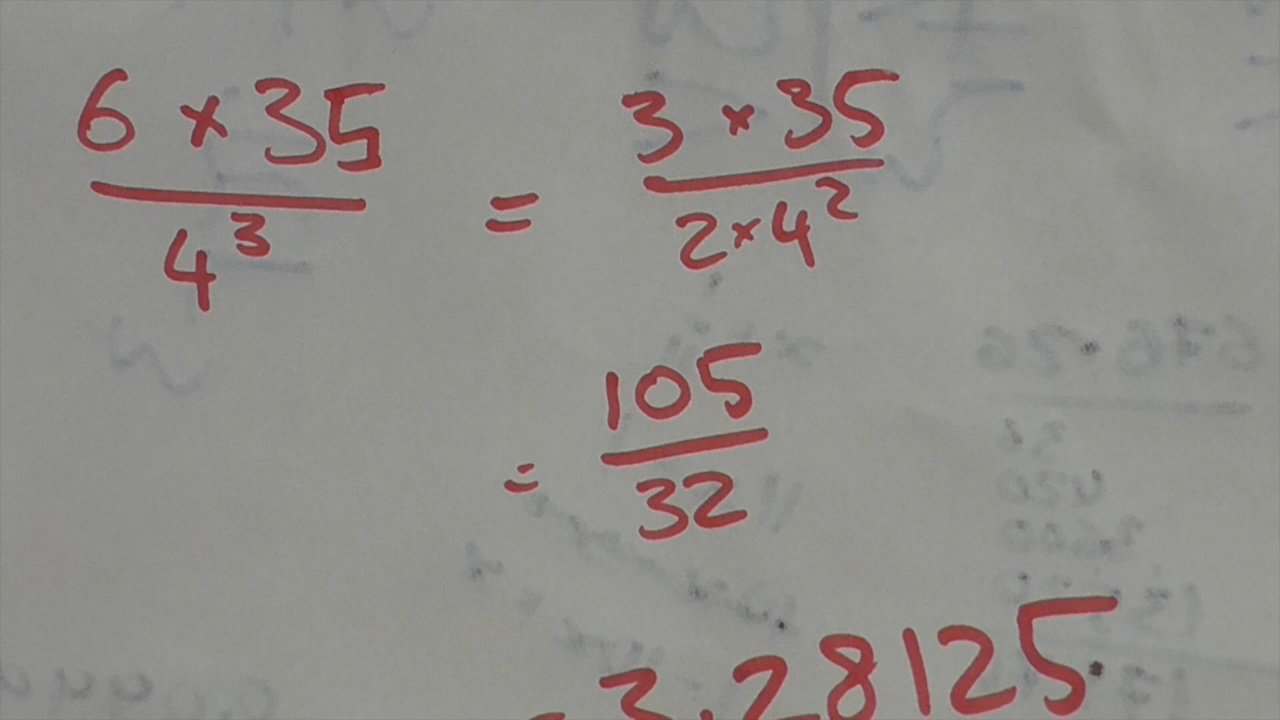 6 × 35 / 4³ = 3 × 35 / 2 × 4²
= 105 / 32
= 3.28125